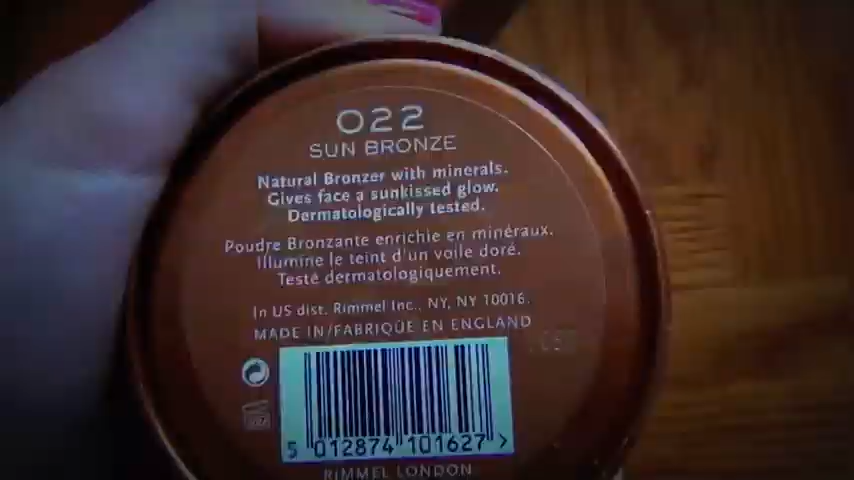 022
SUN BRONZE
Natural Bronzer with minerals.
Gives face a sunkissed glow.
Dermatologically tested.
Poudre Bronzante enrichie en minéraux.
Illumine le teint d'un voile doré.
Testé dermatologiquement.
In US dist. Rimmel Inc., NY, NY 10016.
MADE IN/FABRIQUÉ EN ENGLAND
5 012874 101627 >
RIMMEL LONDON